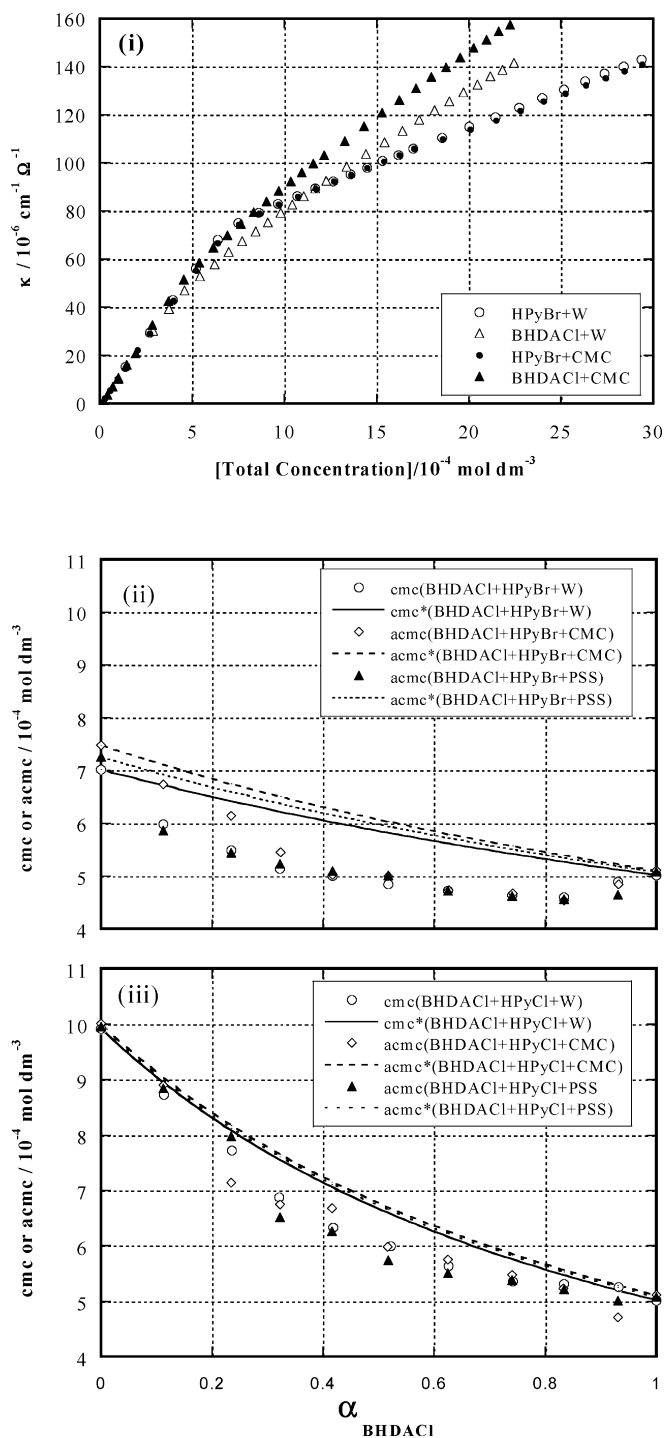 (i)
160
140
120
100
80
60
40
20
0
κ / 10⁻⁶ cm⁻¹ Ω⁻¹
HPyBr+W
BHDACl+W
HPyBr+CMC
BHDACl+CMC
0 5 10 15 20 25 30
[Total Concentration]/10⁻⁴ mol dm⁻³
(ii)
11
10
9
8
7
6
5
4
cmc or acmc / 10⁻⁴ mol dm⁻³
cmc(BHDACl+HPyBr+W)
cmc*(BHDACl+HPyBr+W)
acmc(BHDACl+HPyBr+CMC)
acmc*(BHDACl+HPyBr+CMC)
acmc(BHDACl+HPyBr+PSS)
acmc*(BHDACl+HPyBr+PSS)
(iii)
11
10
9
8
7
6
5
4
cmc or acmc / 10⁻⁴ mol dm⁻³
cmc(BHDACl+HPyCl+W)
cmc*(BHDACl+HPyCl+W)
acmc(BHDACl+HPyCl+CMC)
acmc*(BHDACl+HPyCl+CMC)
acmc(BHDACl+HPyCl+PSS
acmc*(BHDACl+HPyCl+PSS)
0 0.2 0.4 0.6 0.8 1
α BHDACl